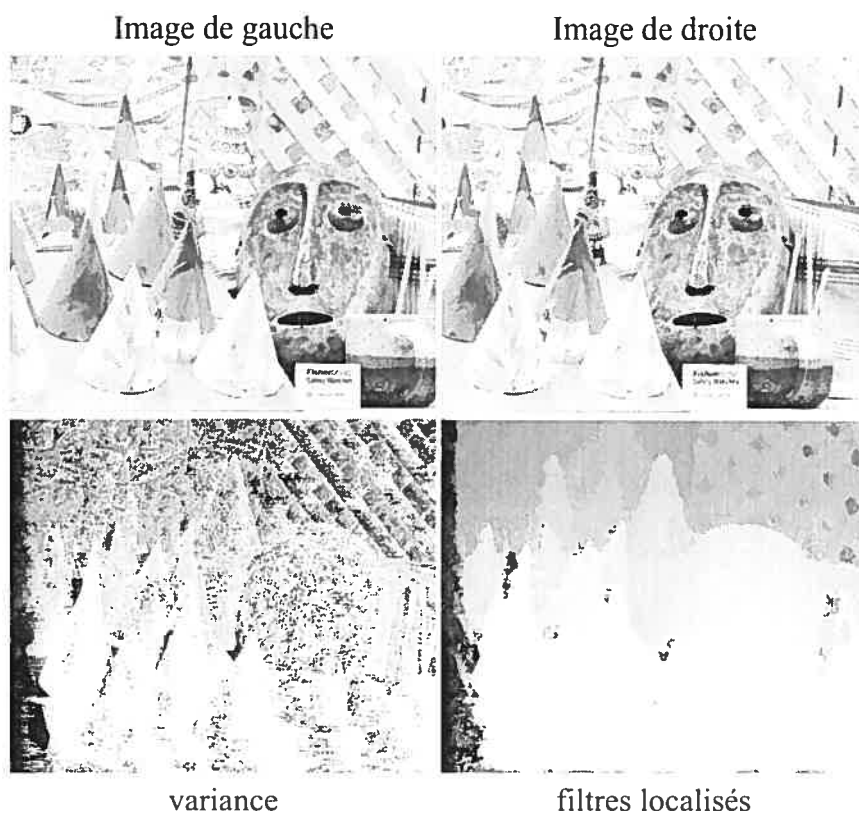 Image de gauche
Image de droite
variance
filtres localisés